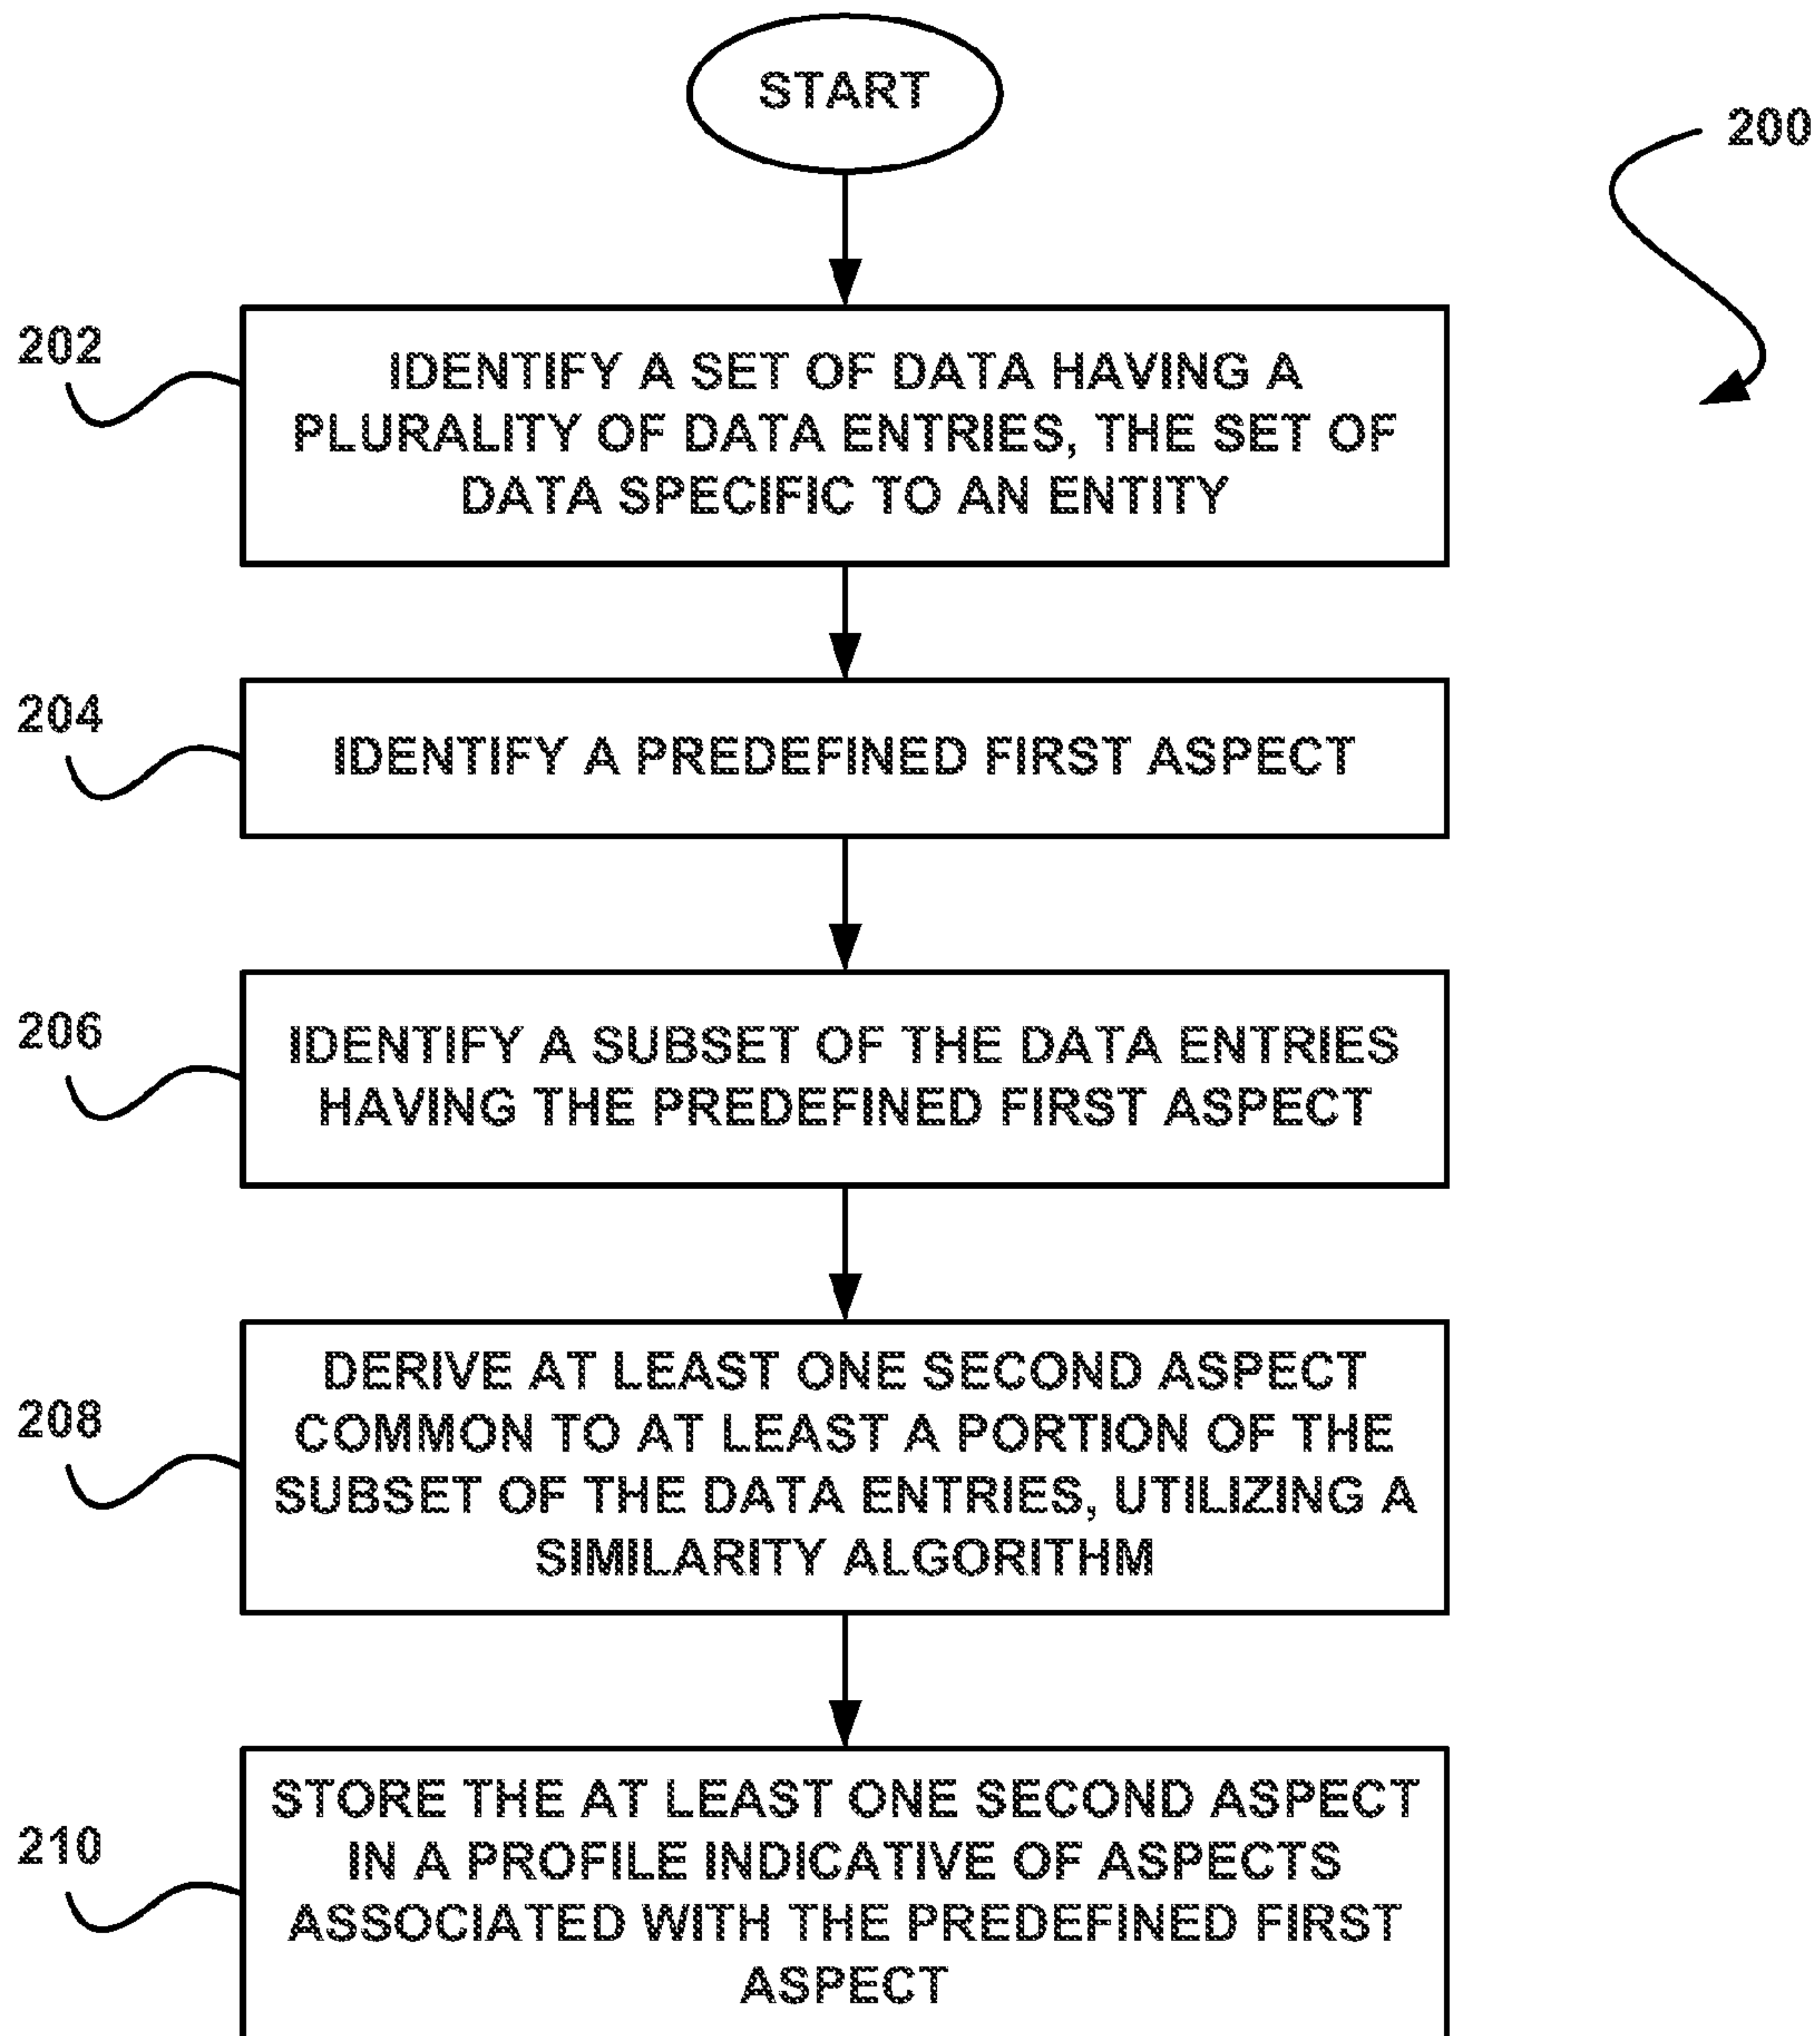 START
200
202
IDENTIFY A SET OF DATA HAVING A
PLURALITY OF DATA ENTRIES, THE SET OF
DATA SPECIFIC TO AN ENTITY
204
IDENTIFY A PREDEFINED FIRST ASPECT
206
IDENTIFY A SUBSET OF THE DATA ENTRIES
HAVING THE PREDEFINED FIRST ASPECT
208
DERIVE AT LEAST ONE SECOND ASPECT
COMMON TO AT LEAST A PORTION OF THE
SUBSET OF THE DATA ENTRIES, UTILIZING A
SIMILARITY ALGORITHM
210
STORE THE AT LEAST ONE SECOND ASPECT
IN A PROFILE INDICATIVE OF ASPECTS
ASSOCIATED WITH THE PREDEFINED FIRST
ASPECT